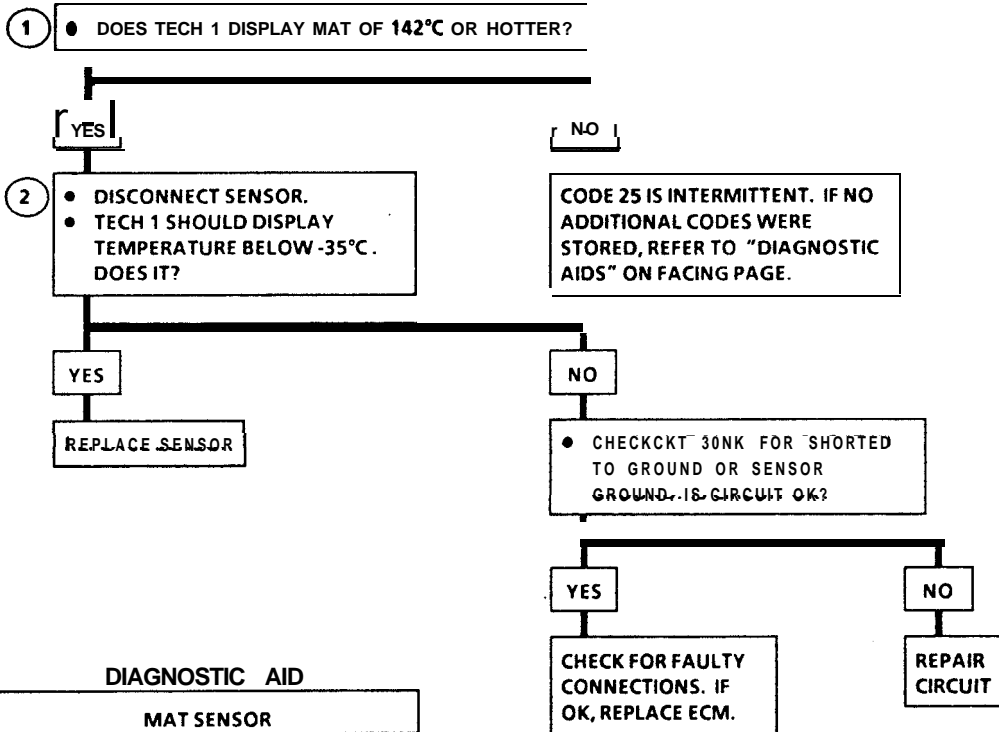 1 • DOES TECH 1 DISPLAY MAT OF 142°C OR HOTTER?
YES
NO
2 • DISCONNECT SENSOR.
• TECH 1 SHOULD DISPLAY
TEMPERATURE BELOW -35°C.
DOES IT?
CODE 25 IS INTERMITTENT. IF NO
ADDITIONAL CODES WERE
STORED, REFER TO "DIAGNOSTIC
AIDS" ON FACING PAGE.
YES
NO
REPLACE SENSOR
• CHECKCKT 30NK FOR SHORTED
TO GROUND OR SENSOR
GROUND. IS CIRCUIT OK?
YES
NO
CHECK FOR FAULTY
CONNECTIONS. IF
OK, REPLACE ECM.
REPAIR
CIRCUIT
DIAGNOSTIC AID
MAT SENSOR